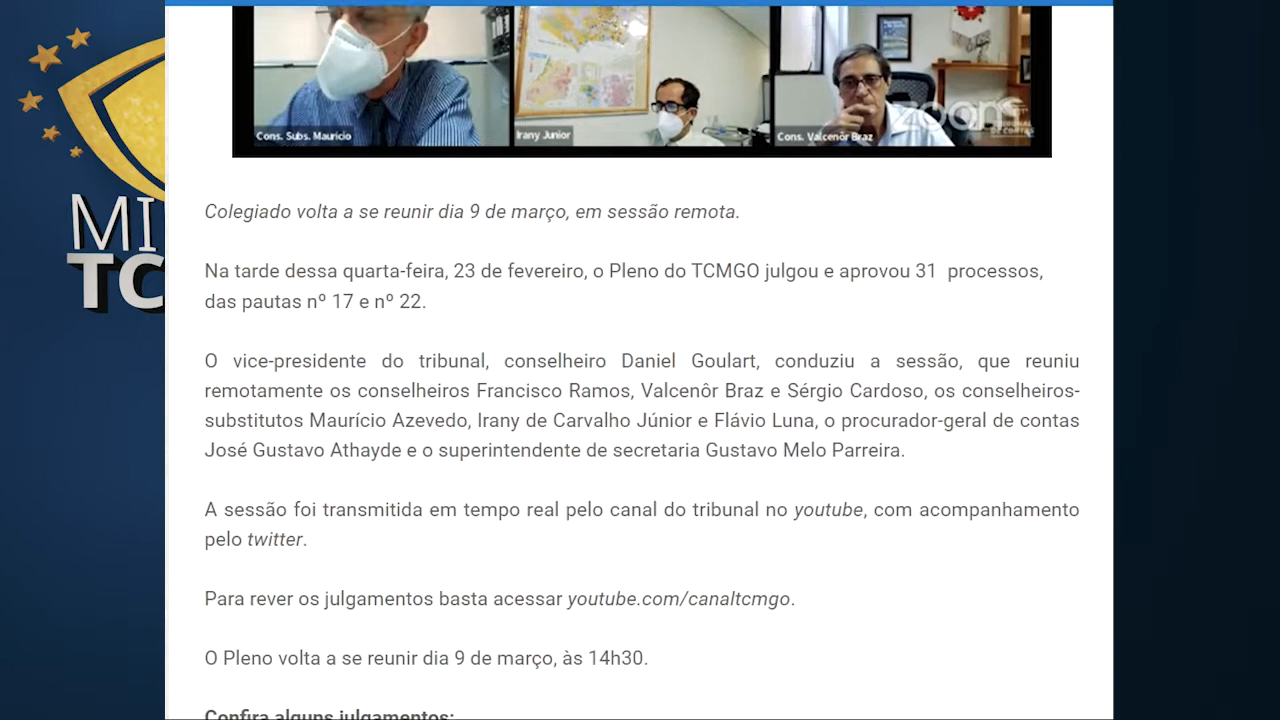 Cons. Subs. Maurício
Irany Junior
Cons. Valcenôr Braz
zoom
MI
TC
Colegiado volta a se reunir dia 9 de março, em sessão remota.
Na tarde dessa quarta-feira, 23 de fevereiro, o Pleno do TCMGO julgou e aprovou 31 processos,
das pautas nº 17 e nº 22.
O vice-presidente do tribunal, conselheiro Daniel Goulart, conduziu a sessão, que reuniu
remotamente os conselheiros Francisco Ramos, Valcenôr Braz e Sérgio Cardoso, os conselheiros-
substitutos Maurício Azevedo, Irany de Carvalho Júnior e Flávio Luna, o procurador-geral de contas
José Gustavo Athayde e o superintendente de secretaria Gustavo Melo Parreira.
A sessão foi transmitida em tempo real pelo canal do tribunal no youtube, com acompanhamento
pelo twitter.
Para rever os julgamentos basta acessar youtube.com/canaltcmgo.
O Pleno volta a se reunir dia 9 de março, às 14h30.
Confira alguns julgamentos: